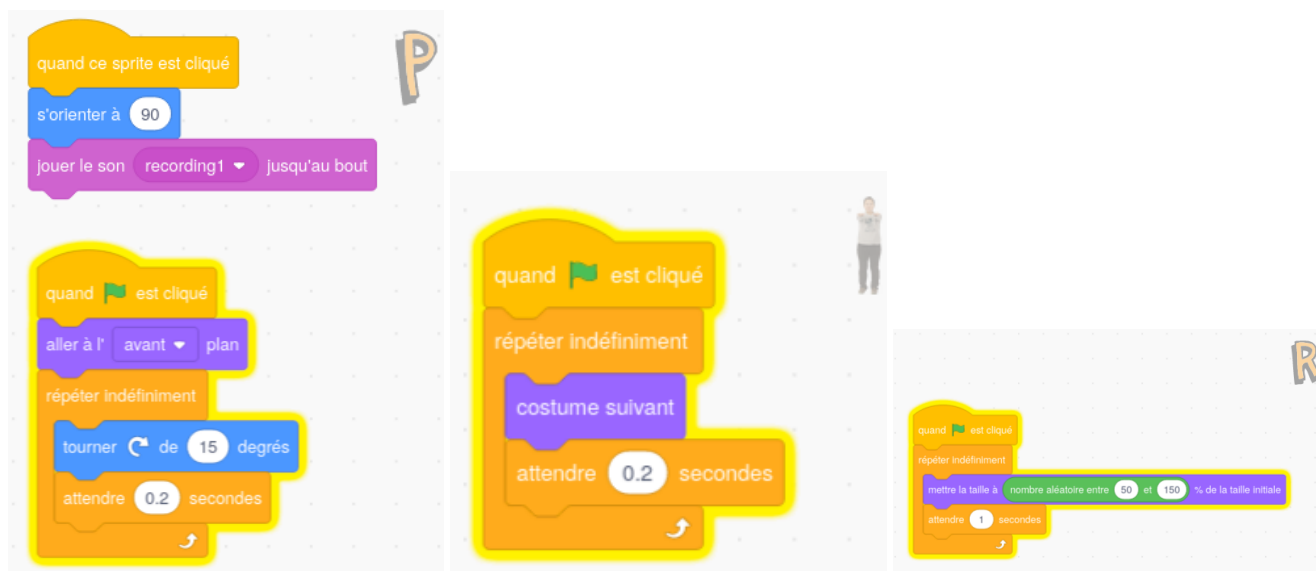 P
quand ce sprite est cliqué
s'orienter à 90
jouer le son recording1 jusqu'au bout
quand est cliqué
aller à l' avant plan
répéter indéfiniment
tourner de 15 degrés
attendre 0.2 secondes
quand est cliqué
répéter indéfiniment
costume suivant
attendre 0.2 secondes
R
quand est cliqué
répéter indéfiniment
mettre la taille à nombre aléatoire entre 50 et 150 % de la taille initiale
attendre 1 secondes